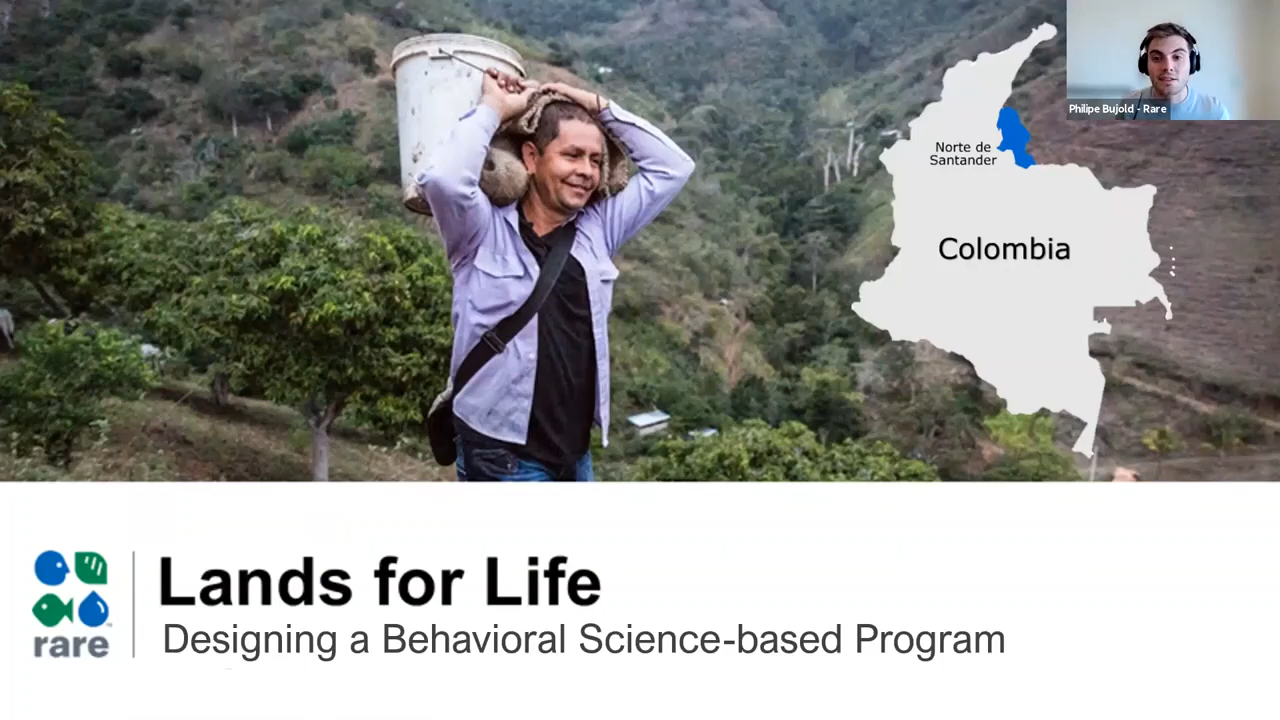 Philipe Bujold - Rare
Norte de
Santander
Colombia
Lands for Life
Designing a Behavioral Science-based Program
rare